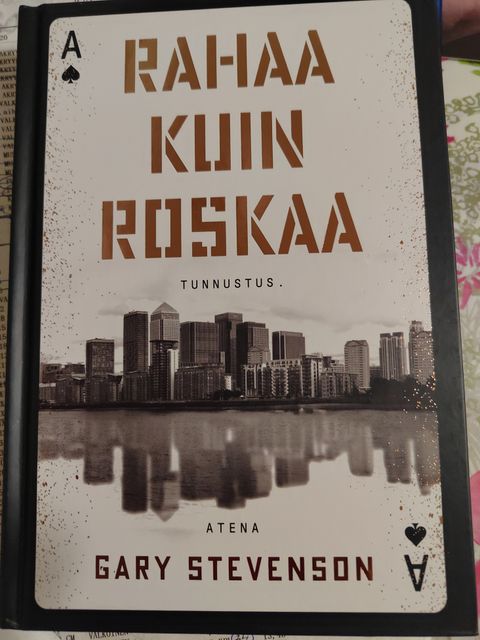 A
RAHAA
KUIN
ROSKAA
TUNNUSTUS.
ATENA
GARY STEVENSON
A